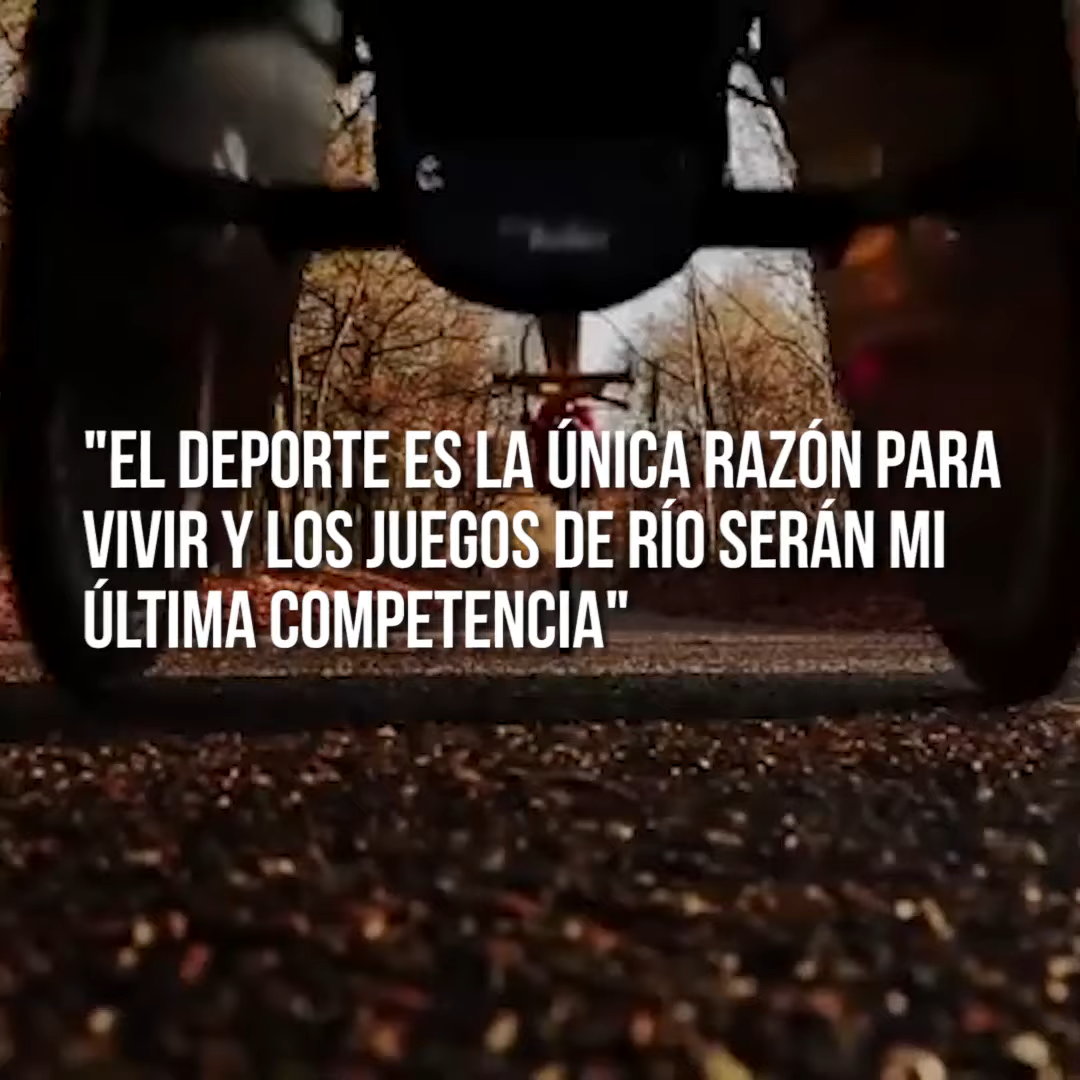 "EL DEPORTE ES LA ÚNICA RAZÓN PARA
VIVIR Y LOS JUEGOS DE RÍO SERÁN MI
ÚLTIMA COMPETENCIA"